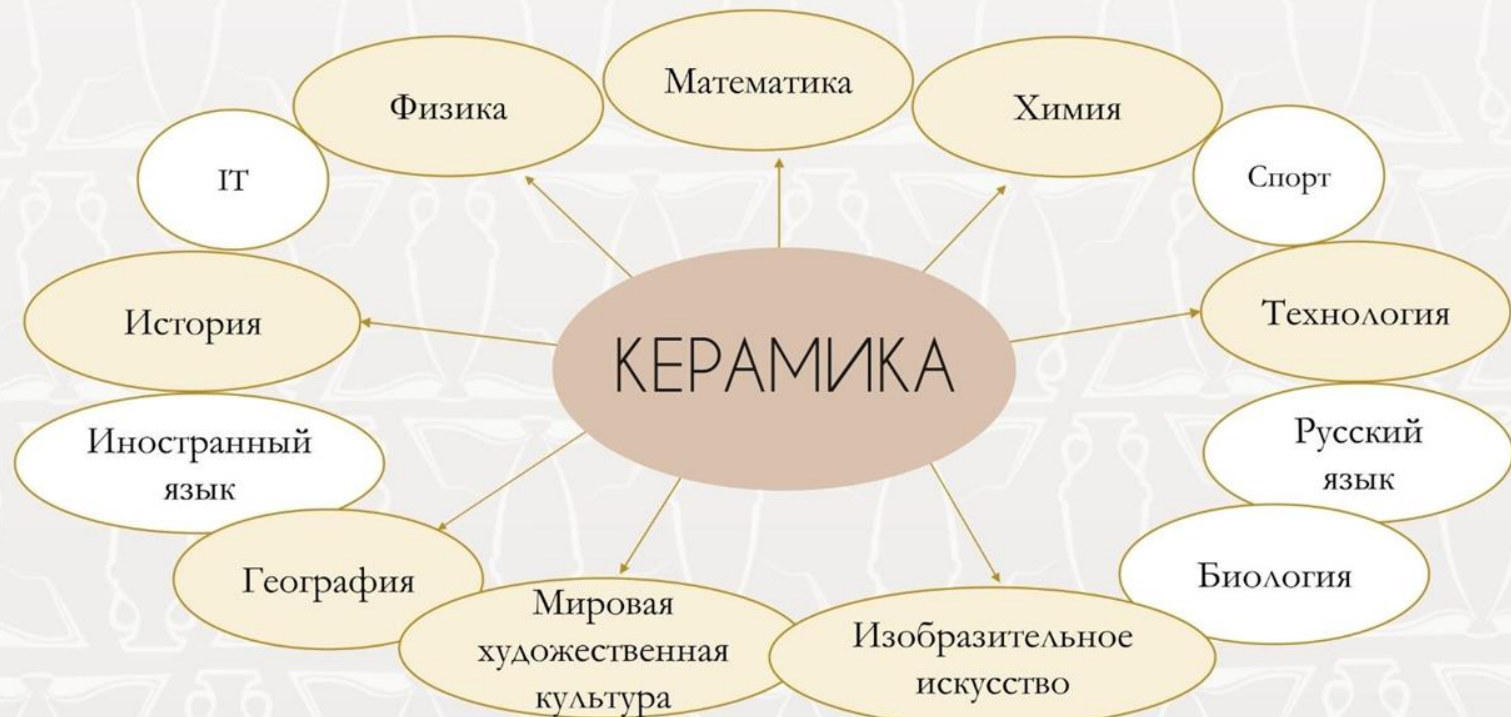 Математика
Физика
Химия
IT
Спорт
История
Технология
КЕРАМИКА
Иностранный
язык
Русский
язык
География
Биология
Мировая
художественная
культура
Изобразительное
искусство